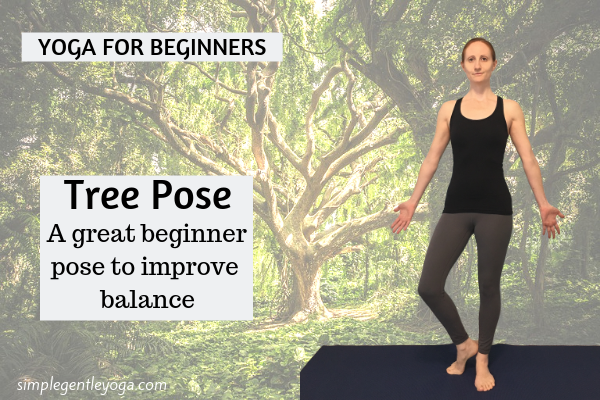 YOGA FOR BEGINNERS
Tree Pose
A great beginner
pose to improve
balance
simplegentleyoga.com